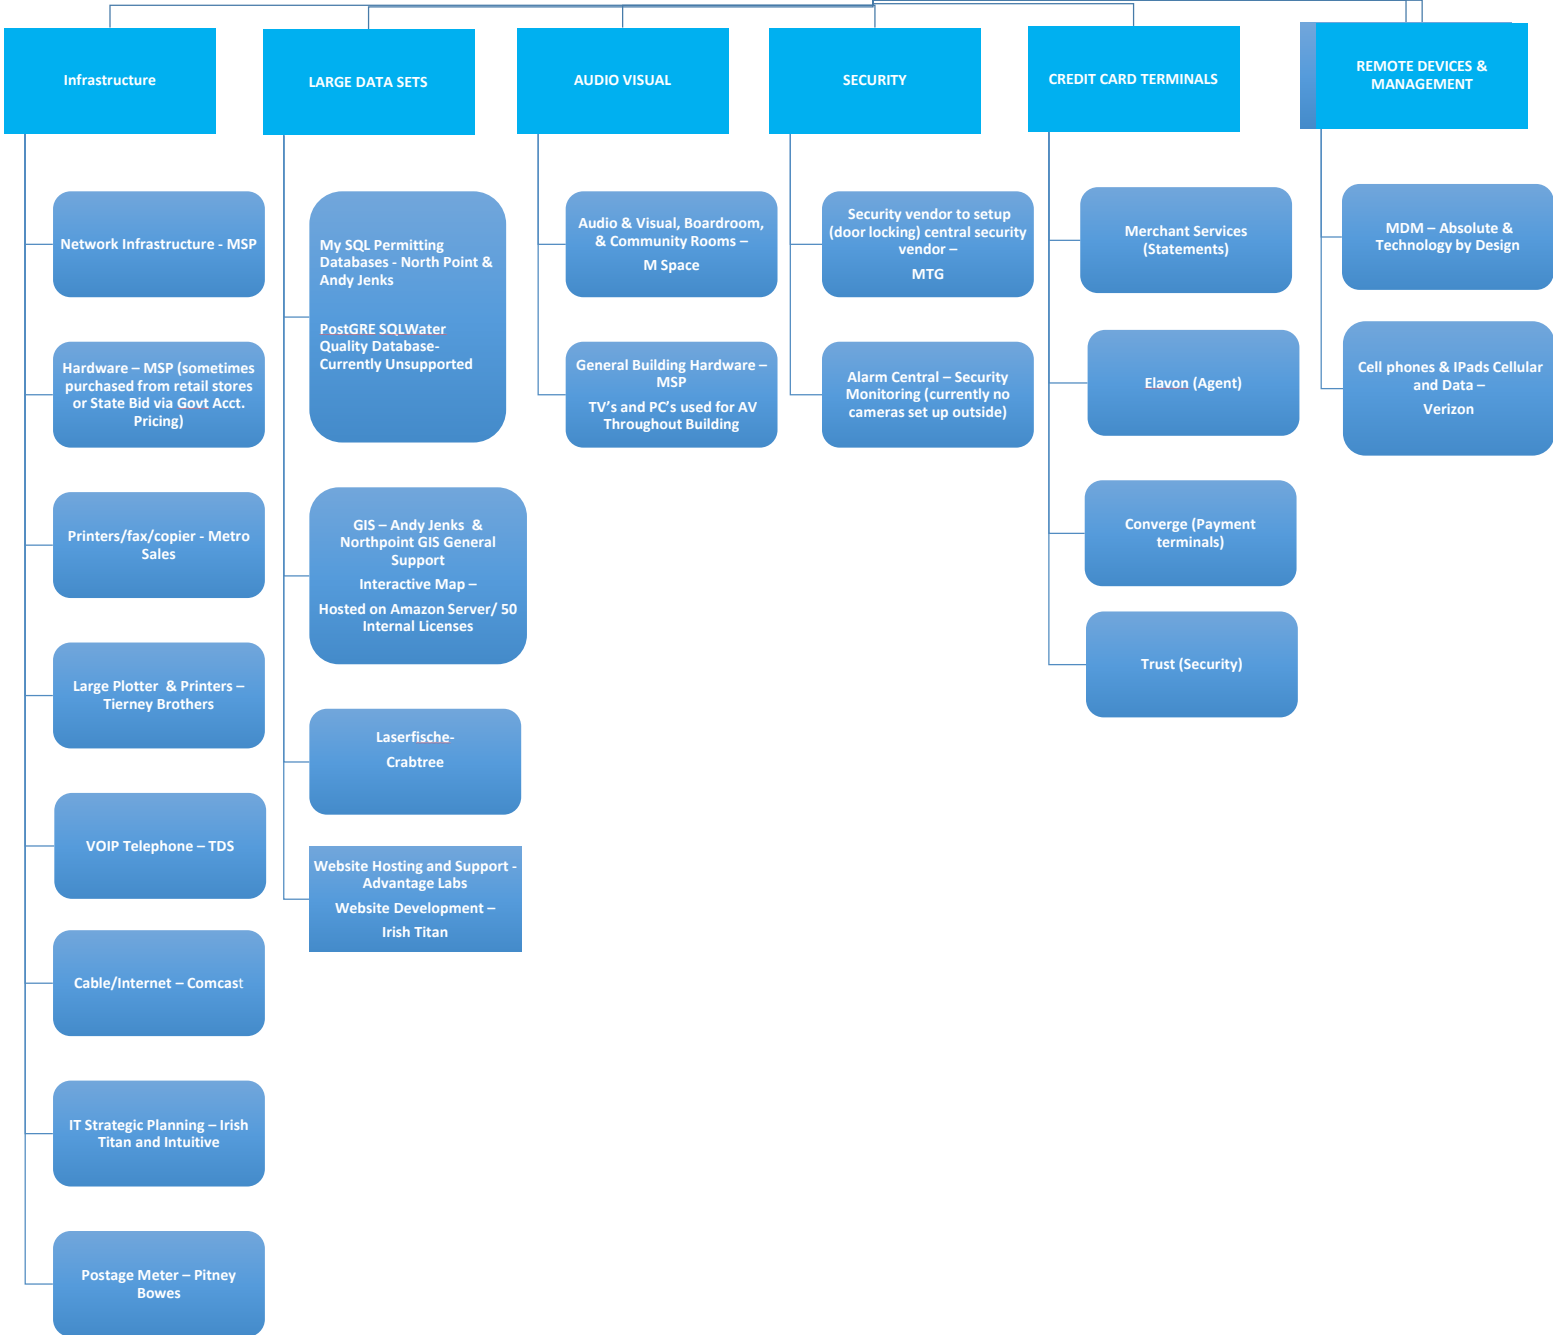 Infrastructure
Network Infrastructure - MSP
Hardware – MSP (sometimes
purchased from retail stores
or State Bid via Govt Acct.
Pricing)
Printers/fax/copier - Metro
Sales
Large Plotter & Printers –
Tierney Brothers
VOIP Telephone – TDS
Cable/Internet – Comcast
IT Strategic Planning – Irish
Titan and Intuitive
Postage Meter – Pitney
Bowes
LARGE DATA SETS
My SQL Permitting
Databases - North Point &
Andy Jenks
PostGRE SQLWater
Quality Database-
Currently Unsupported
GIS – Andy Jenks & 
Northpoint GIS General
Support
Interactive Map –
Hosted on Amazon Server/ 50
Internal Licenses
Laserfische-
Crabtree
Website Hosting and Support -
Advantage Labs
Website Development –
Irish Titan
AUDIO VISUAL
Audio & Visual, Boardroom,
& Community Rooms –
M Space
General Building Hardware –
MSP
TV's and PC's used for AV
Throughout Building
SECURITY
Security vendor to setup
(door locking) central security
vendor –
MTG
Alarm Central – Security
Monitoring (currently no
cameras set up outside)
CREDIT CARD TERMINALS
Merchant Services
(Statements)
Elavon (Agent)
Converge (Payment
terminals)
Trust (Security)
REMOTE DEVICES &
MANAGEMENT
MDM – Absolute &
Technology by Design
Cell phones & IPads Cellular
and Data –
Verizon